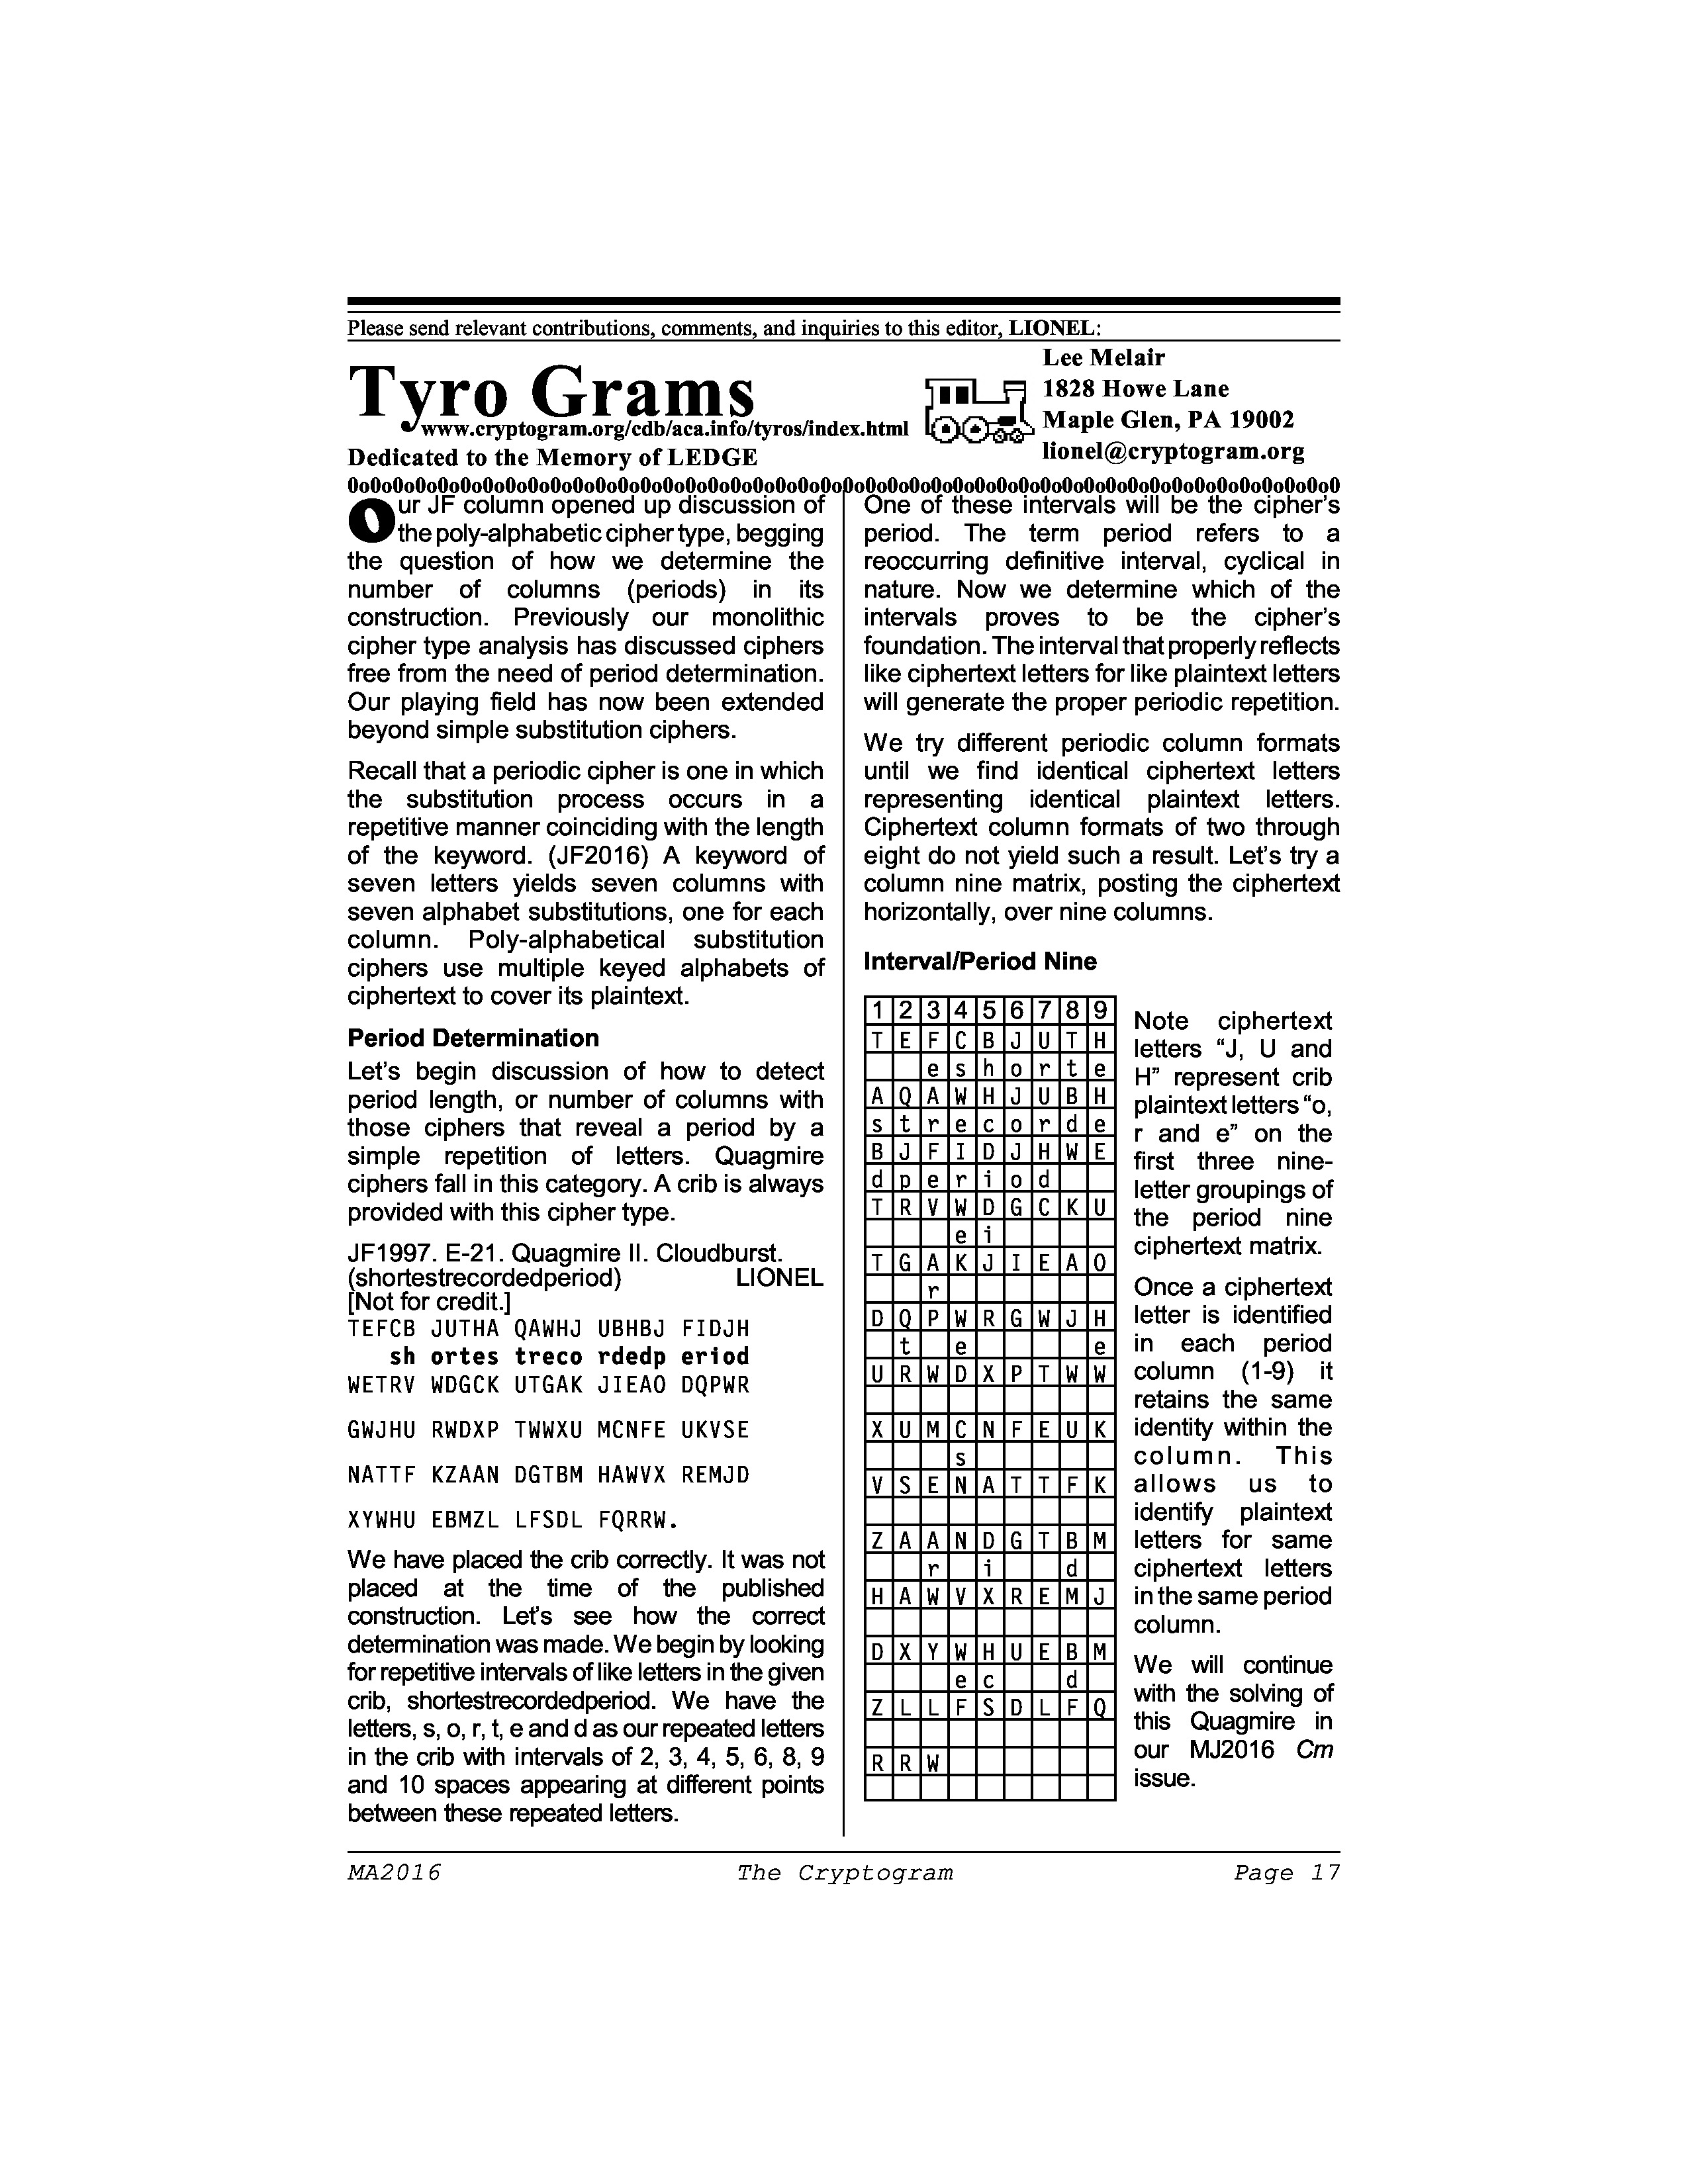 Please send relevant contributions, comments, and inquiries to this editor, LIONEL:
Tyro Grams
www.cryptogram.org/cdb/aca.info/tyros/index.html
Dedicated to the Memory of LEDGE
Lee Melair
1828 Howe Lane
Maple Glen, PA 19002
lionel@cryptogram.org
0o0o0o0o0o0o0o0o0o0o0o0o0o0o0o0o0o0o0o0o0o0o0o0o0o0o0o0o0o0o0o0o0o0o0o0o0o0o0o0o0o0o0o0
Our JF column opened up discussion of
the poly-alphabetic cipher type, begging
the question of how we determine the
number of columns (periods) in its
construction. Previously our monolithic
cipher type analysis has discussed ciphers
free from the need of period determination.
Our playing field has now been extended
beyond simple substitution ciphers.
Recall that a periodic cipher is one in which
the substitution process occurs in a
repetitive manner coinciding with the length
of the keyword. (JF2016) A keyword of
seven letters yields seven columns with
seven alphabet substitutions, one for each
column. Poly-alphabetical substitution
ciphers use multiple keyed alphabets of
ciphertext to cover its plaintext.
Period Determination
Let's begin discussion of how to detect
period length, or number of columns with
those ciphers that reveal a period by a
simple repetition of letters. Quagmire
ciphers fall in this category. A crib is always
provided with this cipher type.
JF1997. E-21. Quagmire II. Cloudburst.
(shortestrecordedperiod) LIONEL
[Not for credit.]
TEFCB JUTHA QAWHJ UBHBJ FIDJH
sh ortes treco rdedp eriod
WETRV WDGCK UTGAK JIEAO DQPWR
GWJHU RWDXP TWWXU MCNFE UKVSE
NATTF KZAAN DGTBM HAWVX REMJD
XYWHU EBMZL LFSDL FQRRW.
We have placed the crib correctly. It was not
placed at the time of the published
construction. Let's see how the correct
determination was made. We begin by looking
for repetitive intervals of like letters in the given
crib, shortestrecordedperiod. We have the
letters, s, o, r, t, e and d as our repeated letters
in the crib with intervals of 2, 3, 4, 5, 6, 8, 9
and 10 spaces appearing at different points
between these repeated letters.
One of these intervals will be the cipher's
period. The term period refers to a
reoccurring definitive interval, cyclical in
nature. Now we determine which of the
intervals proves to be the cipher's
foundation. The interval that properly reflects
like ciphertext letters for like plaintext letters
will generate the proper periodic repetition.
We try different periodic column formats
until we find identical ciphertext letters
representing identical plaintext letters.
Ciphertext column formats of two through
eight do not yield such a result. Let's try a
column nine matrix, posting the ciphertext
horizontally, over nine columns.
Interval/Period Nine
1 2 3 4 5 6 7 8 9
T E F C B J U T H
e s h o r t e
A Q A W H J U B H
s t r e c o r d e
B J F I D J H W E
d p e r i o d
T R V W D G C K U
e i
T G A K J I E A O
r
D Q P W R G W J H
t e e
U R W D X P T W W
X U M C N F E U K
s
V S E N A T T F K
Z A A N D G T B M
r i d
H A W V X R E M J
D X Y W H U E B M
e c d
Z L L F S D L F Q
R R W
Note ciphertext
letters “J, U and
H” represent crib
plaintext letters “o,
r and e” on the
first three nine-
letter groupings of
the period nine
ciphertext matrix.
Once a ciphertext
letter is identified
in each period
column (1-9) it
retains the same
identity within the
column. This
allows us to
identify plaintext
letters for same
ciphertext letters
in the same period
column.
We will continue
with the solving of
this Quagmire in
our MJ2016 Cm
issue.
MA2016 The Cryptogram Page 17